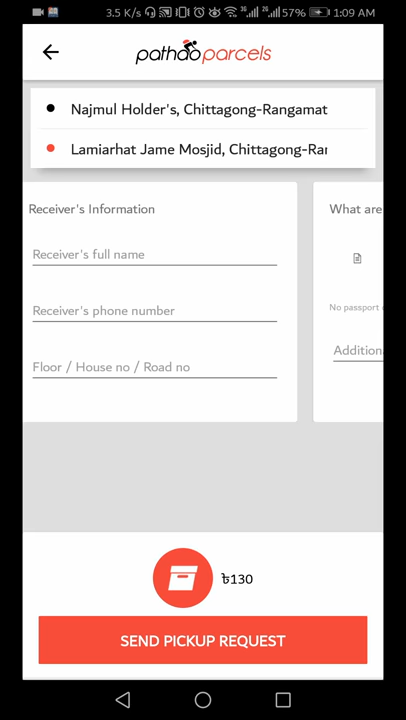 3.5 K/s 3G 2G 57% 1:09 AM
pathao parcels
Najmul Holder's, Chittagong-Rangamat
Lamiarhat Jame Mosjid, Chittagong-Rar
Receiver's Information
What are
Receiver's full name
Receiver's phone number
No passport
Floor / House no / Road no
Addition
৳130
SEND PICKUP REQUEST